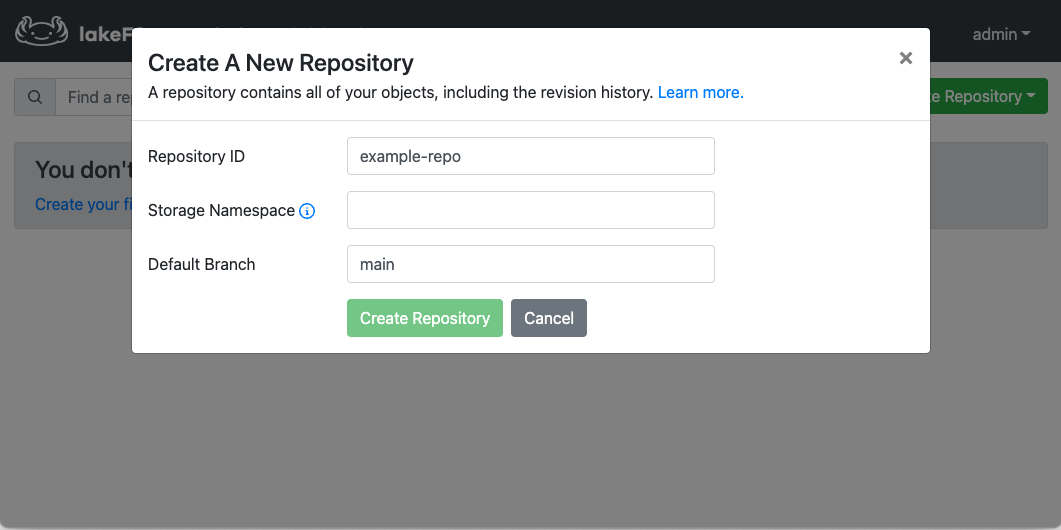 lakeF
admin
Create A New Repository
×
A repository contains all of your objects, including the revision history. Learn more.
Find a re
Repository
Repository ID
example-repo
You don't
Create your fi
Storage Namespace
Default Branch
main
Create Repository
Cancel